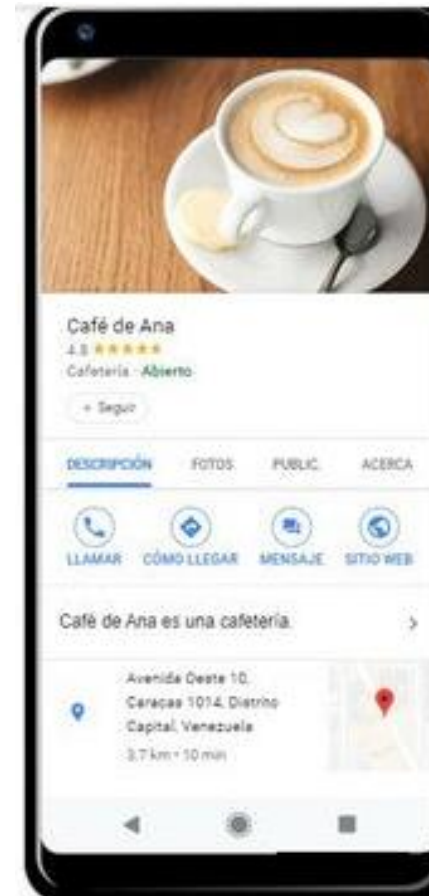 Café de Ana
4.8
Cafetería · Abierto
+ Seguir
DESCRIPCIÓN FOTOS PUBLIC. ACERCA
LLAMAR CÓMO LLEGAR MENSAJE SITIO WEB
Café de Ana es una cafetería.
Avenida Oeste 10,
Caracas 1014, Distrito
Capital, Venezuela
3.7 km · 10 min